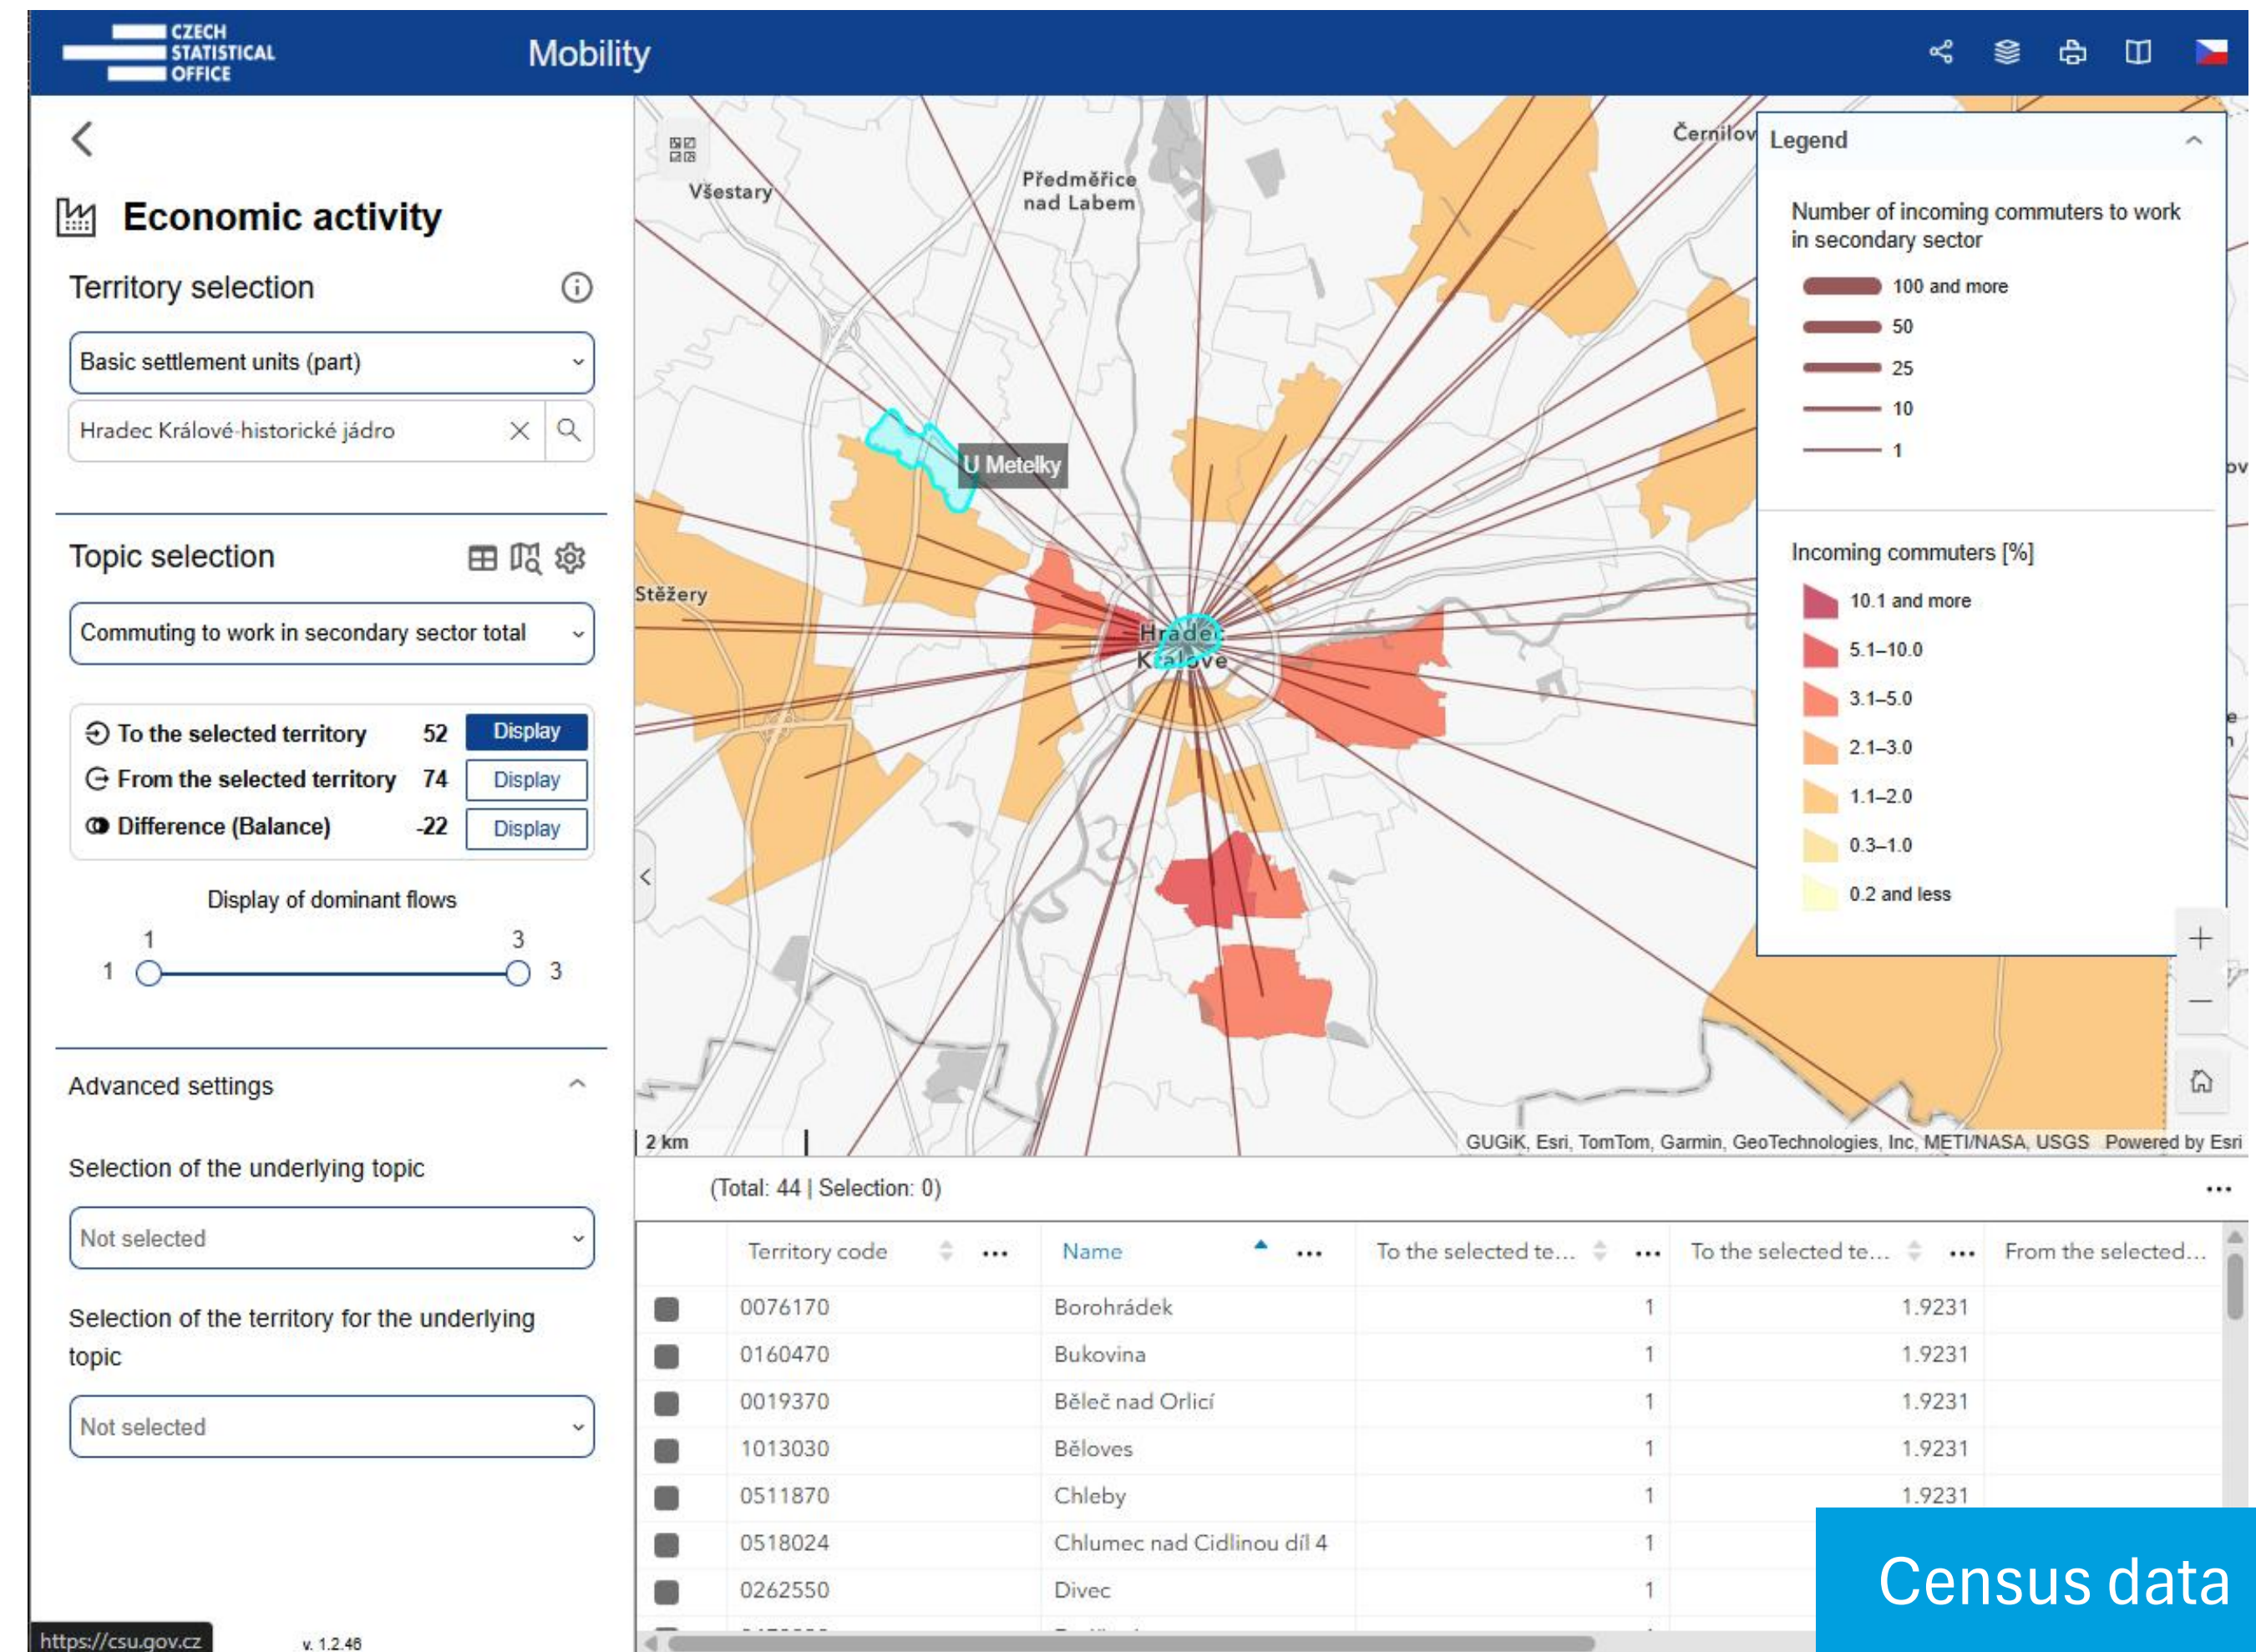 CZECH
STATISTICAL
OFFICE
Mobility
Economic activity
Territory selection
Basic settlement units (part)
Hradec Králové-historické jádro
Topic selection
Commuting to work in secondary sector total
To the selected territory 52 Display
From the selected territory 74 Display
Difference (Balance) -22 Display
Display of dominant flows
1 3
1 3
Advanced settings
Selection of the underlying topic
Not selected
Selection of the territory for the underlying
topic
Not selected
https://csu.gov.cz
v. 1.2.46
Všestary
Předměřice
nad Labem
Černilov
U Metelky
Stěžery
Hradec
Králové
2 km
GUGiK, Esri, TomTom, Garmin, GeoTechnologies, Inc, METI/NASA, USGS Powered by Esri
Legend
Number of incoming commuters to work
in secondary sector
100 and more
50
25
10
1
Incoming commuters [%]
10.1 and more
5.1–10.0
3.1–5.0
2.1–3.0
1.1–2.0
0.3–1.0
0.2 and less
(Total: 44 | Selection: 0)
Territory code Name To the selected te... To the selected te... From the selected...
0076170 Borohrádek 1 1.9231
0160470 Bukovina 1 1.9231
0019370 Běleč nad Orlicí 1 1.9231
1013030 Běloves 1 1.9231
0511870 Chleby 1 1.9231
0518024 Chlumec nad Cidlinou díl 4 1
0262550 Divec 1
Census data